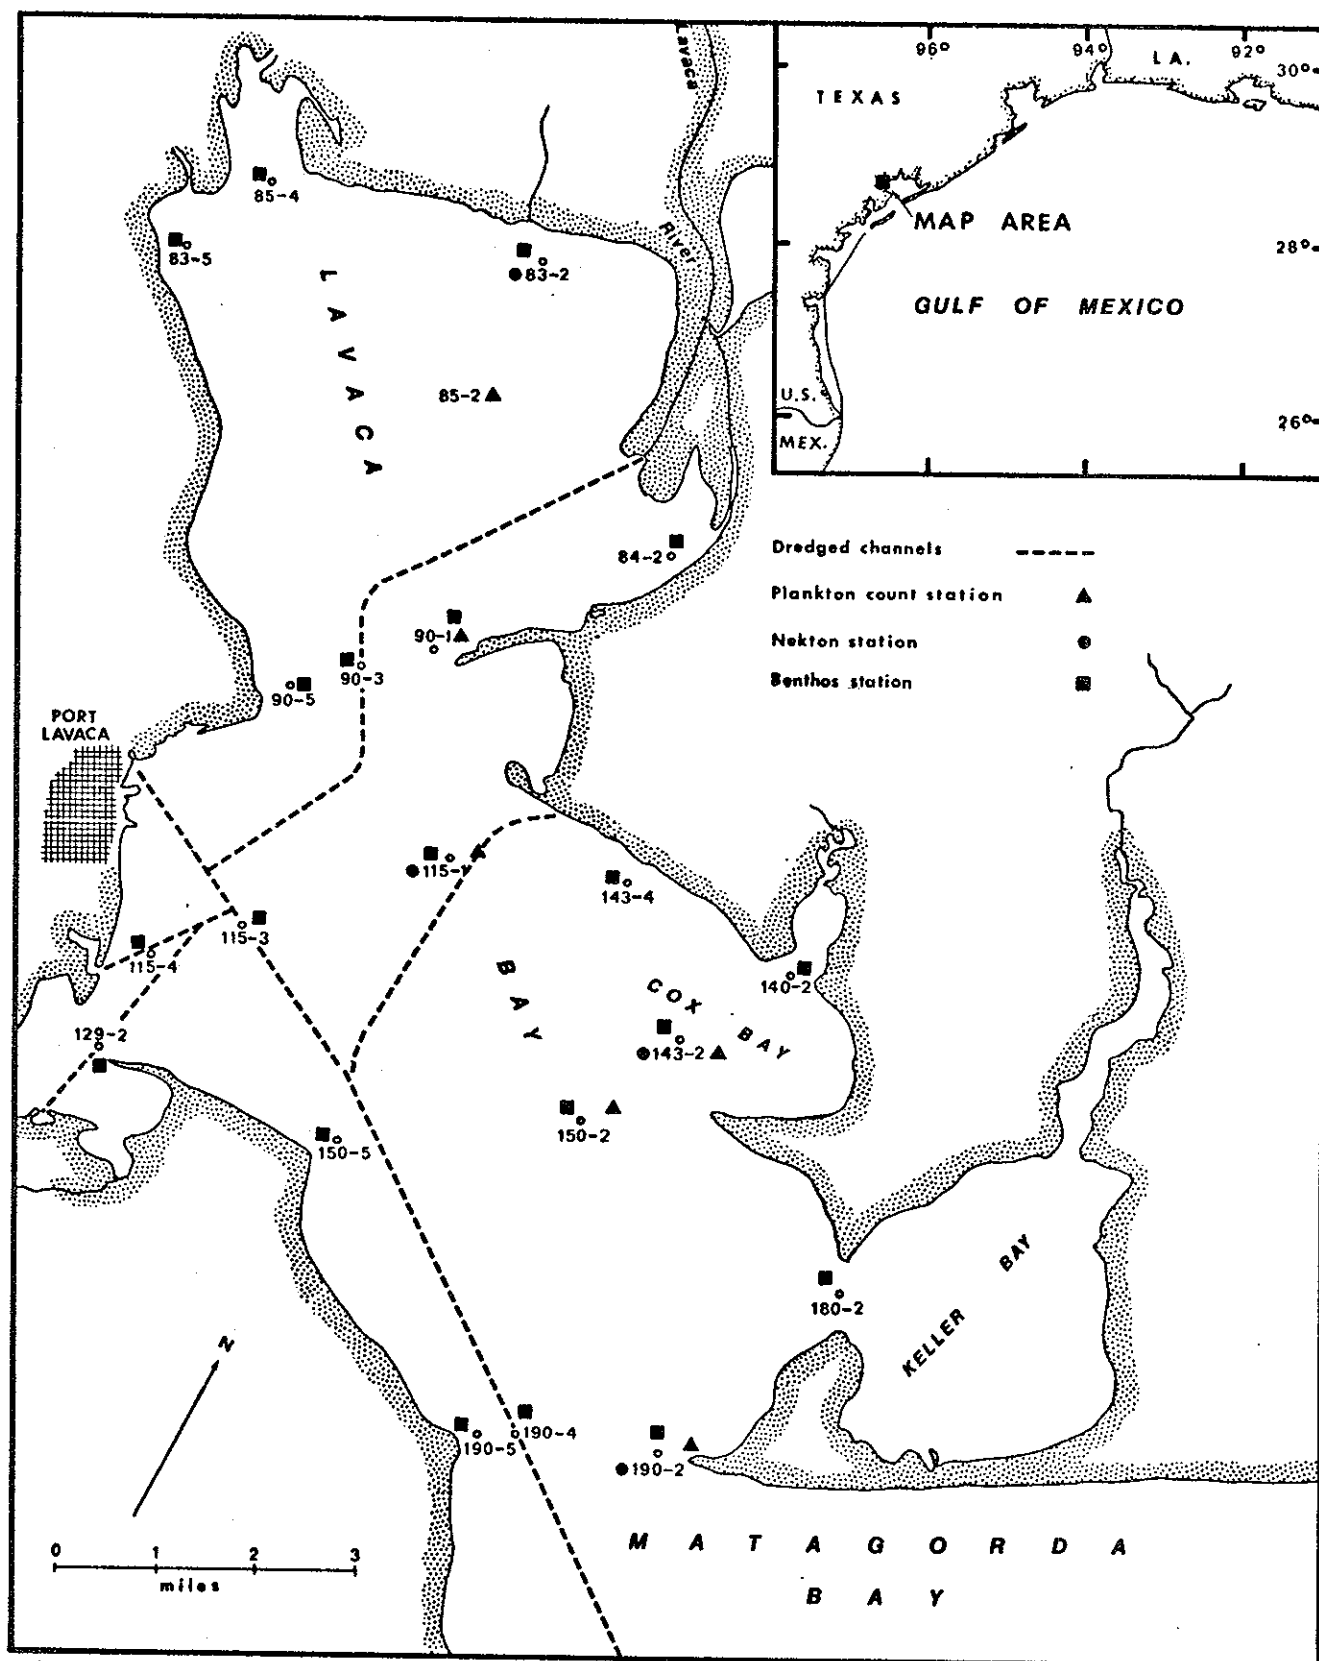 Lavaca
River
96°
94°
92°
LA.
30°
TEXAS
MAP AREA
28°
GULF OF MEXICO
U.S.
MEX.
26°
85-4
83-5
83-2
LAVACA
85-2
84-2
Dredged channels
Plankton count station
Nekton station
Benthos station
90-1
90-3
90-5
PORT
LAVACA
115-1
143-4
115-3
115-4
BAY
COX BAY
140-2
129-2
143-2
150-2
150-5
KELLER BAY
180-2
N
190-4
190-5
190-2
0 1 2 3
miles
MATAGORDA
BAY